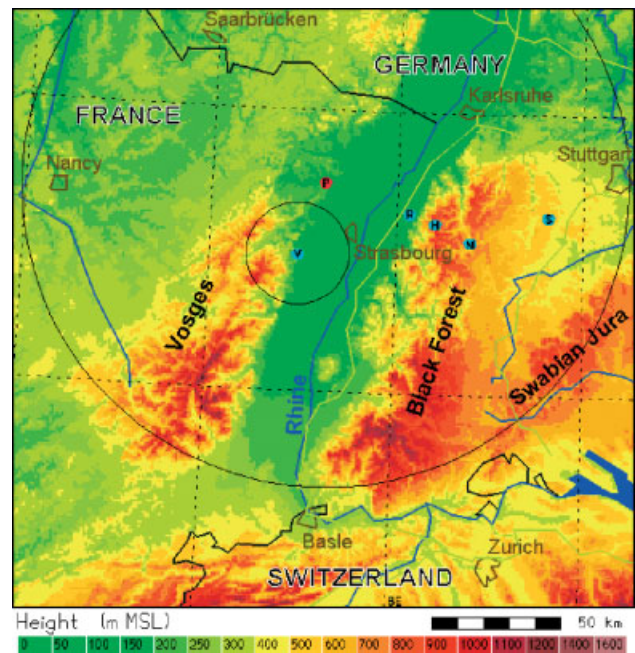 Saarbrücken
GERMANY
Karlsruhe
FRANCE
Stuttgart
Nancy
P
R
H
S
M
Strasbourg
V
Vosges
Black Forest
Swabian Jura
Rhine
Basle
Zurich
SWITZERLAND
8E
Height (m MSL)
50 km
0 50 100 150 200 250 300 400 500 600 700 800 900 1000 1100 1200 1400 1600